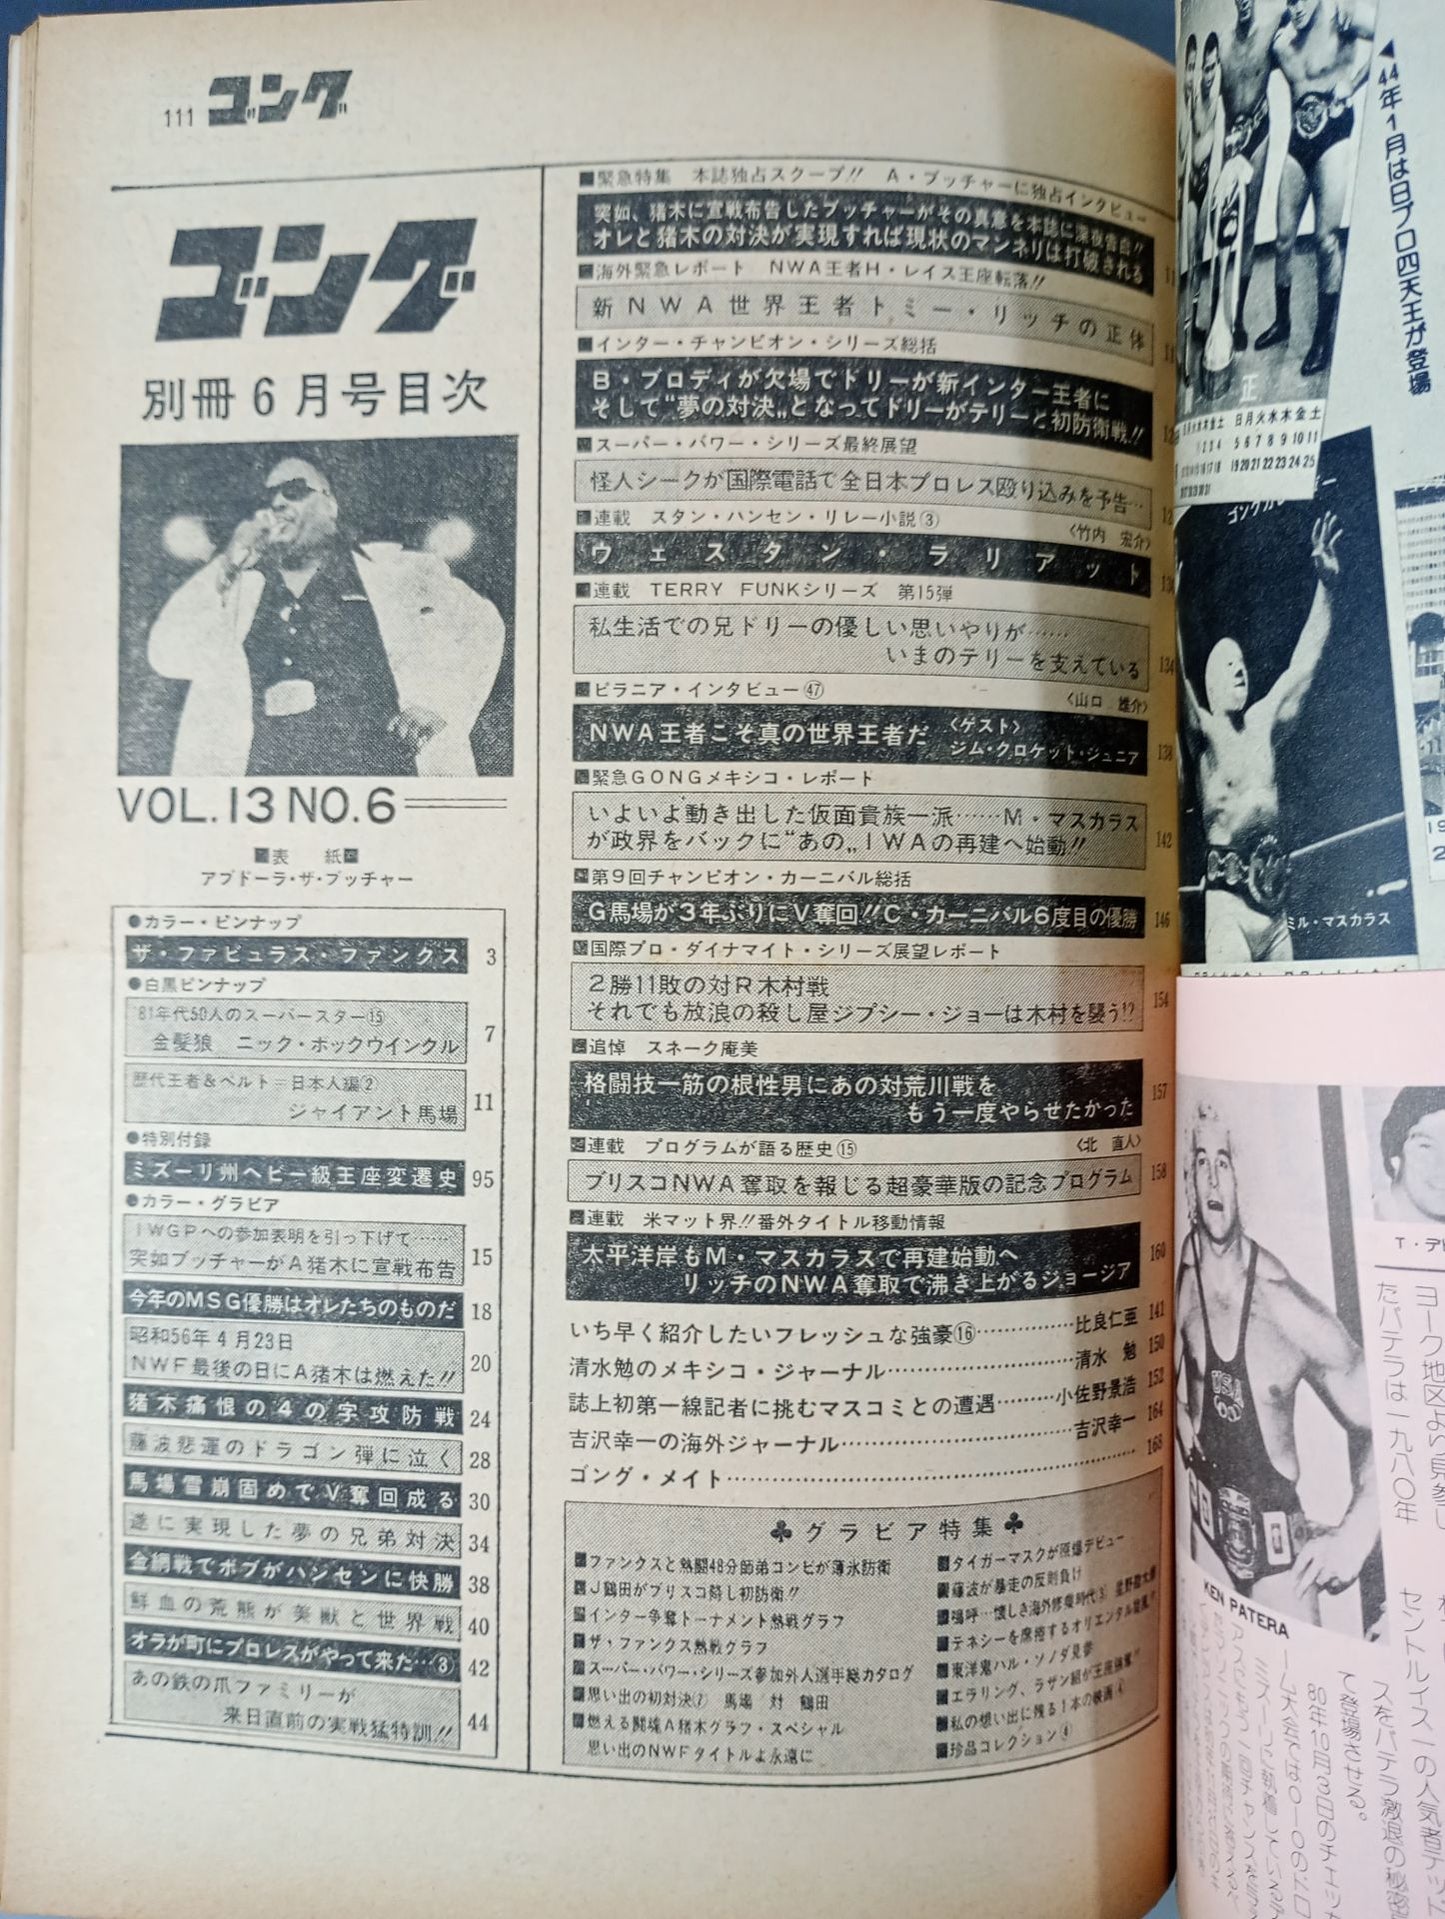 111 ゴング
ゴング
別冊6月号目次
VOL.13 NO.6
■表 紙■
アブドーラ・ザ・ブッチャー
●カラー・ピンナップ
ザ・ファビュラス・ファンクス 3
●白黒ピンナップ
'81年代50人のスーパースター⑮
金髪狼 ニック・ボックウインクル 7
歴代王者&ベルト=日本人編②
ジャイアント馬場 11
●特別付録
ミズーリ州ヘビー級王座変遷史 95
●カラー・グラビア
IWGPへの参加表明を引っ下げて……
突如ブッチャーがA猪木に宣戦布告 15
今年のMSG優勝はオレたちのものだ 18
昭和56年4月23日
NWF最後の日にA猪木は燃えた!! 20
猪木痛恨の4の字攻防戦 24
藤波悲運のドラゴン弾に泣く 28
馬場雪崩固めでV奪回成る 30
遂に実現した夢の兄弟対決 34
金網戦でボブがハンセンに快勝 38
鮮血の荒熊が美獣と世界戦 40
オラが町にプロレスがやって来た…③ 42
あの鉄の爪ファミリーが
来日直前の実戦猛特訓!! 44
■緊急特集 本誌独占スクープ!! A・ブッチャーに独占インタビュー
突如、猪木に宣戦布告したブッチャーがその真意を本誌に深夜告白!!
オレと猪木の対決が実現すれば現状のマンネリは打破される
■海外緊急レポート NWA王者H・レイス王座転落!!
新NWA世界王者トミー・リッチの正体
■インター・チャンピオン・シリーズ総括
B・ブロディが欠場でドリーが新インター王者に
そして“夢の対決„となってドリーがテリーと初防衛戦!!
■スーパー・パワー・シリーズ最終展望
怪人シークが国際電話で全日本プロレス殴り込みを予告…
■連載 スタン・ハンセン・リレー小説③ 〈竹内 宏介〉
ウェスタン・ラリアット 130
■連載 TERRY FUNKシリーズ 第15弾
私生活での兄ドリーの優しい思いやりが……
いまのテリーを支えている 134
■ピラニア・インタビュー㊼ 〈山口 雄介〉
NWA王者こそ真の世界王者だ 〈ゲスト〉
ジム・クロケット・ジュニア 138
■緊急GONGメキシコ・レポート
いよいよ動き出した仮面貴族一派……M・マスカラス
が政界をバックに“あの„IWAの再建へ始動!! 142
■第9回チャンピオン・カーニバル総括
G馬場が3年ぶりにV奪回!!C・カーニバル6度目の優勝 146
■国際プロ・ダイナマイト・シリーズ展望レポート
2勝11敗の対R木村戦
それでも放浪の殺し屋ジプシー・ジョーは木村を襲う!? 154
■追悼 スネーク庵美
格闘技一筋の根性男にあの対荒川戦を
もう一度やらせたかった 157
■連載 プログラムが語る歴史⑮ 〈北 直人〉
ブリスコNWA奪取を報じる超豪華版の記念プログラム 158
■連載 米マット界!!番外タイトル移動情報
太平洋岸もM・マスカラスで再建始動へ
リッチのNWA奪取で沸き上がるジョージア 160
いち早く紹介したいフレッシュな強豪⑯…………比良仁亜 141
清水勉のメキシコ・ジャーナル…………清水 勉 150
誌上初第一線記者に挑むマスコミとの遭遇………小佐野景浩 152
吉沢幸一の海外ジャーナル…………吉沢幸一 164
ゴング・メイト………… 168
♣グラビア特集♣
■ファンクスと熱闘48分師弟コンビが薄氷防衛
■J鶴田がブリスコ降し初防衛!!
■インター争奪トーナメント熱戦グラフ
■ザ・ファンクス熱戦グラフ
■スーパー・パワー・シリーズ参加外人選手総カタログ
■思い出の初対決⑦ 馬場 対 鶴田
■燃える闘魂A猪木グラフ・スペシャル
思い出のNWFタイトルよ永遠に
■タイガーマスクが原爆デビュー
■藤波が暴走の反則負け
■嗚呼…懐しき海外修業時代
■テネシーを席捲するオリエンタル旋風!!
■東洋鬼ハル・ソノダ見参
■エラリング、ラザン組が王座強奪!!
■私の想い出に残る1本の映画④
■珍品コレクション④
◀44年1月は日プロ四天王が登場
正
日月火水木金土
5 6 7 8 9 10 11
19 20 21 22 23 24 25
ミル・マスカラス
USA
KEN PATERA
ヨーク地区より見参し
たパテラは一九八〇年
セントルイスの人気者テッド
スをパテラ激退の秘密
て登場させる。